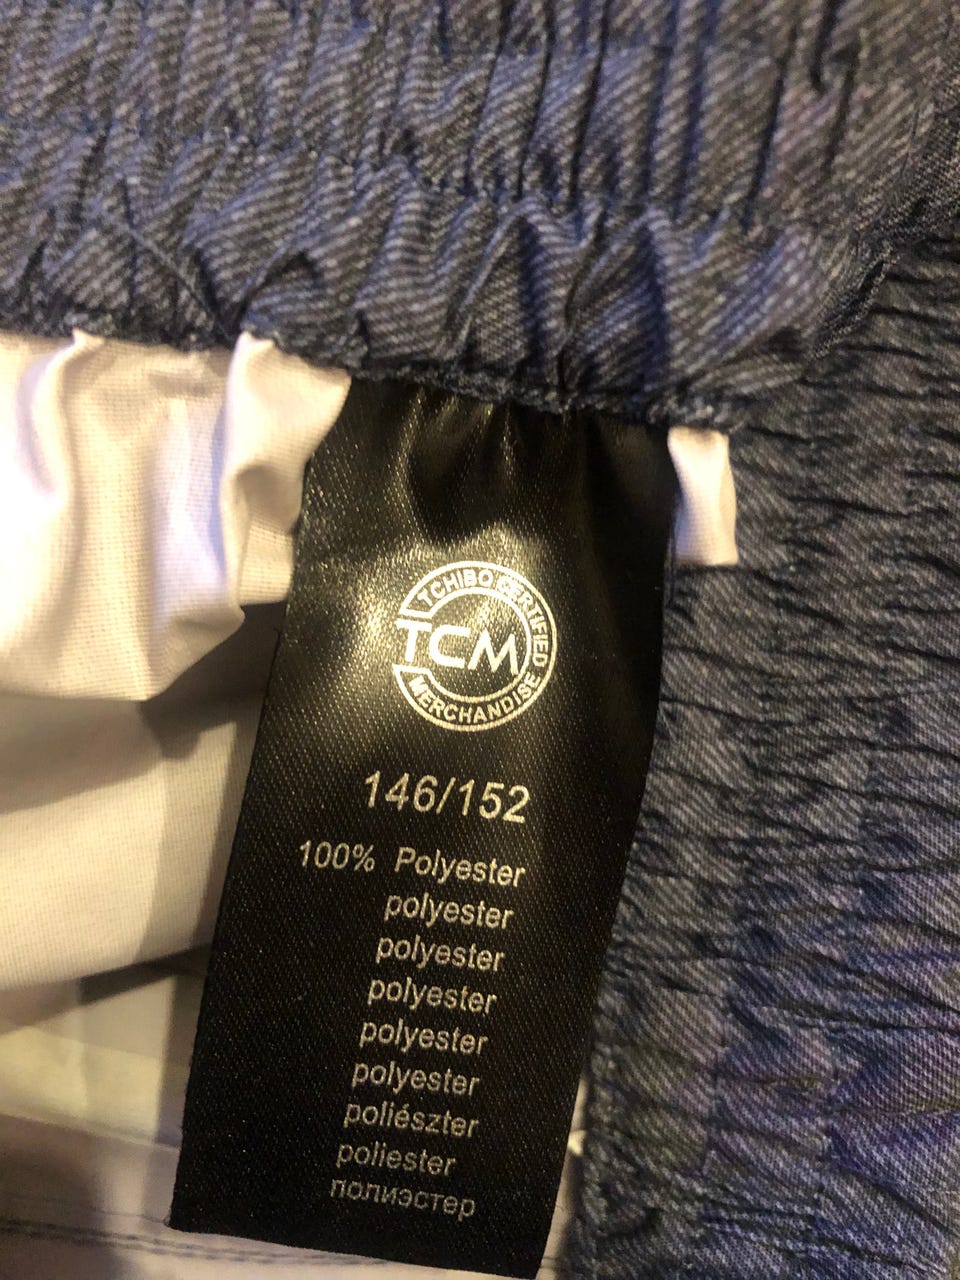 TCHIBO CERTIFIED
TCM
MERCHANDISE
146/152
100% Polyester
polyester
polyester
polyester
polyester
polyester
poliészter
poliester
полиэстер